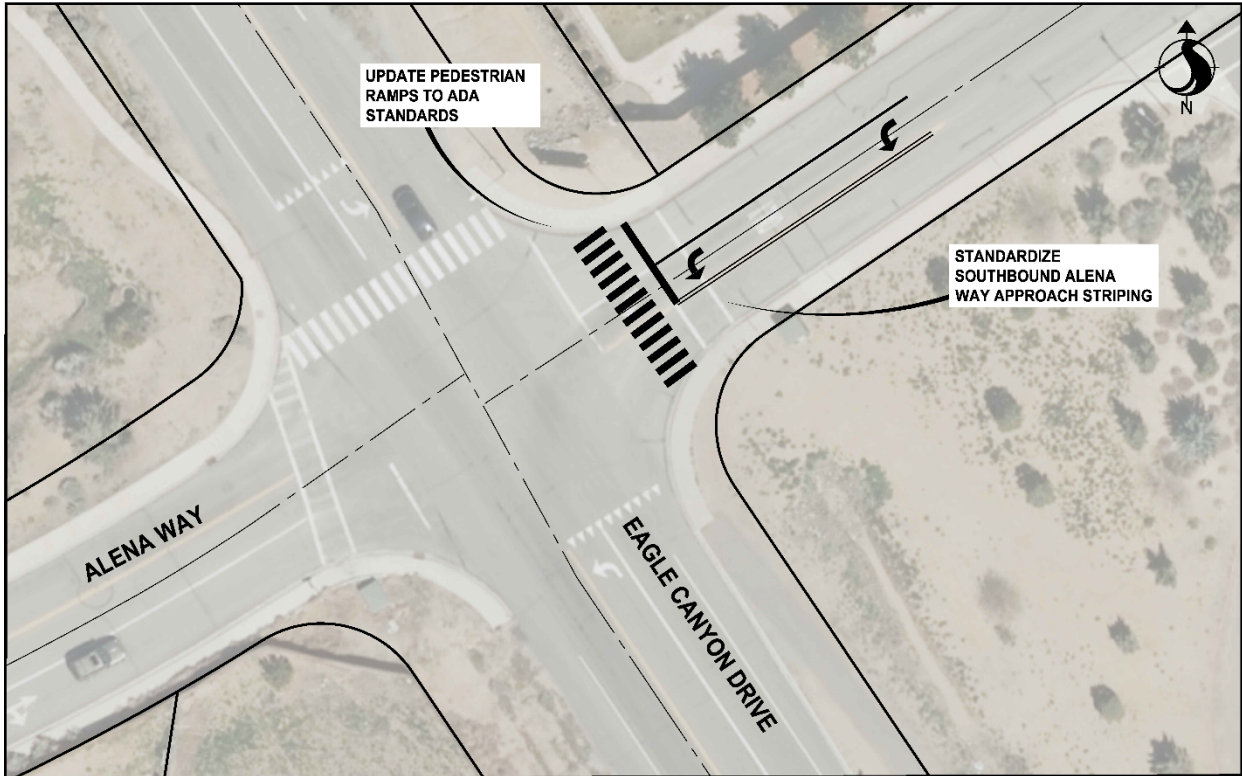 UPDATE PEDESTRIAN
RAMPS TO ADA
STANDARDS
N
STANDARDIZE
SOUTHBOUND ALENA
WAY APPROACH STRIPING
ALENA WAY
EAGLE CANYON DRIVE